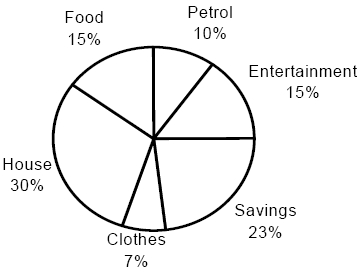 Food
15%
Petrol
10%
Entertainment
15%
House
30%
Savings
23%
Clothes
7%